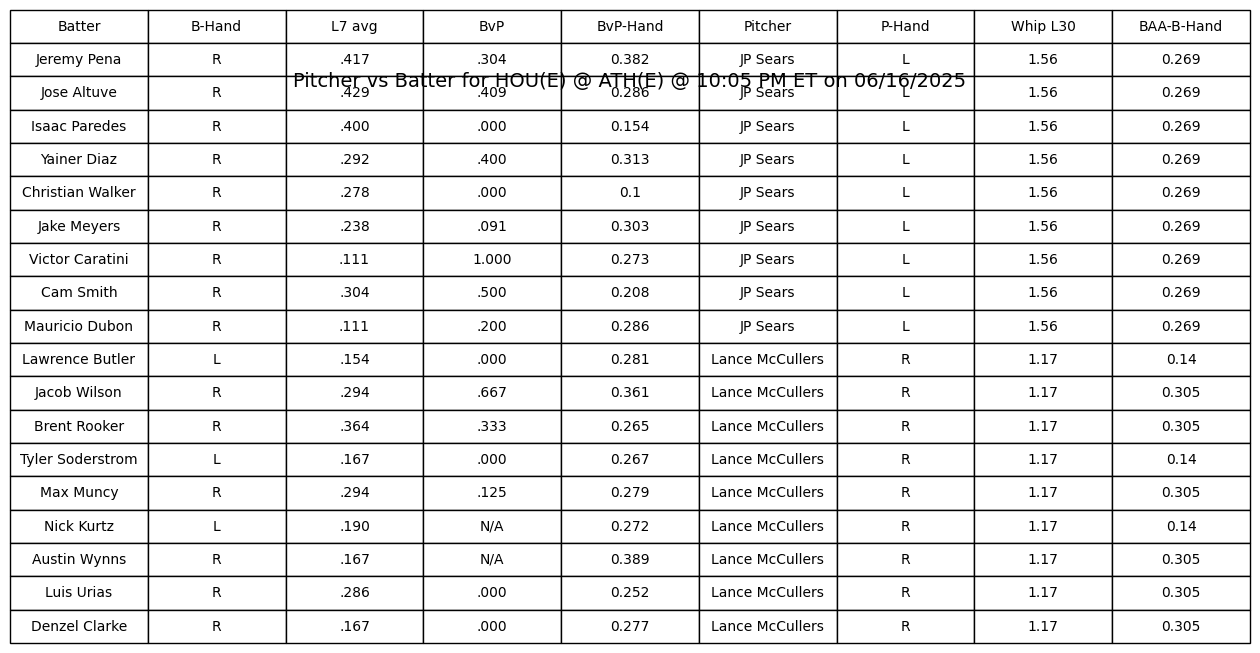 Batter B-Hand L7 avg BvP BvP-Hand Pitcher P-Hand Whip L30 BAA-B-Hand
Jeremy Pena R .417 .304 0.382 JP Sears L 1.56 0.269
Pitcher vs Batter for HOU(E) @ ATH(E) @ 10:05 PM ET on 06/16/2025
Jose Altuve R .429 .409 0.286 JP Sears L 1.56 0.269
Isaac Paredes R .400 .000 0.154 JP Sears L 1.56 0.269
Yainer Diaz R .292 .400 0.313 JP Sears L 1.56 0.269
Christian Walker R .278 .000 0.1 JP Sears L 1.56 0.269
Jake Meyers R .238 .091 0.303 JP Sears L 1.56 0.269
Victor Caratini R .111 1.000 0.273 JP Sears L 1.56 0.269
Cam Smith R .304 .500 0.208 JP Sears L 1.56 0.269
Mauricio Dubon R .111 .200 0.286 JP Sears L 1.56 0.269
Lawrence Butler L .154 .000 0.281 Lance McCullers R 1.17 0.14
Jacob Wilson R .294 .667 0.361 Lance McCullers R 1.17 0.305
Brent Rooker R .364 .333 0.265 Lance McCullers R 1.17 0.305
Tyler Soderstrom L .167 .000 0.267 Lance McCullers R 1.17 0.14
Max Muncy R .294 .125 0.279 Lance McCullers R 1.17 0.305
Nick Kurtz L .190 N/A 0.272 Lance McCullers R 1.17 0.14
Austin Wynns R .167 N/A 0.389 Lance McCullers R 1.17 0.305
Luis Urias R .286 .000 0.252 Lance McCullers R 1.17 0.305
Denzel Clarke R .167 .000 0.277 Lance McCullers R 1.17 0.305